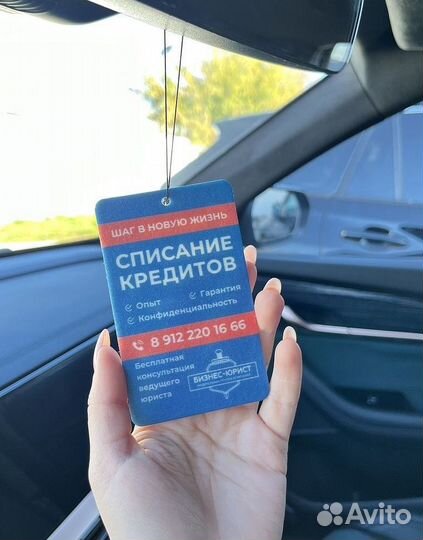 ШАГ В НОВУЮ ЖИЗНЬ
СПИСАНИЕ
КРЕДИТОВ
Опыт
Гарантия
Конфиденциальность
8 912 220 16 66
Бесплатная
консультация
ведущего
юриста
БИЗНЕС-ЮРИСТ
Avito